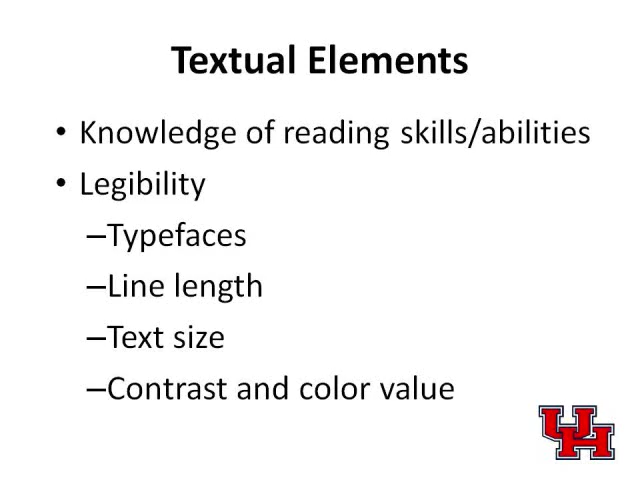 Textual Elements
• Knowledge of reading skills/abilities
• Legibility
–Typefaces
–Line length
–Text size
–Contrast and color value
UH